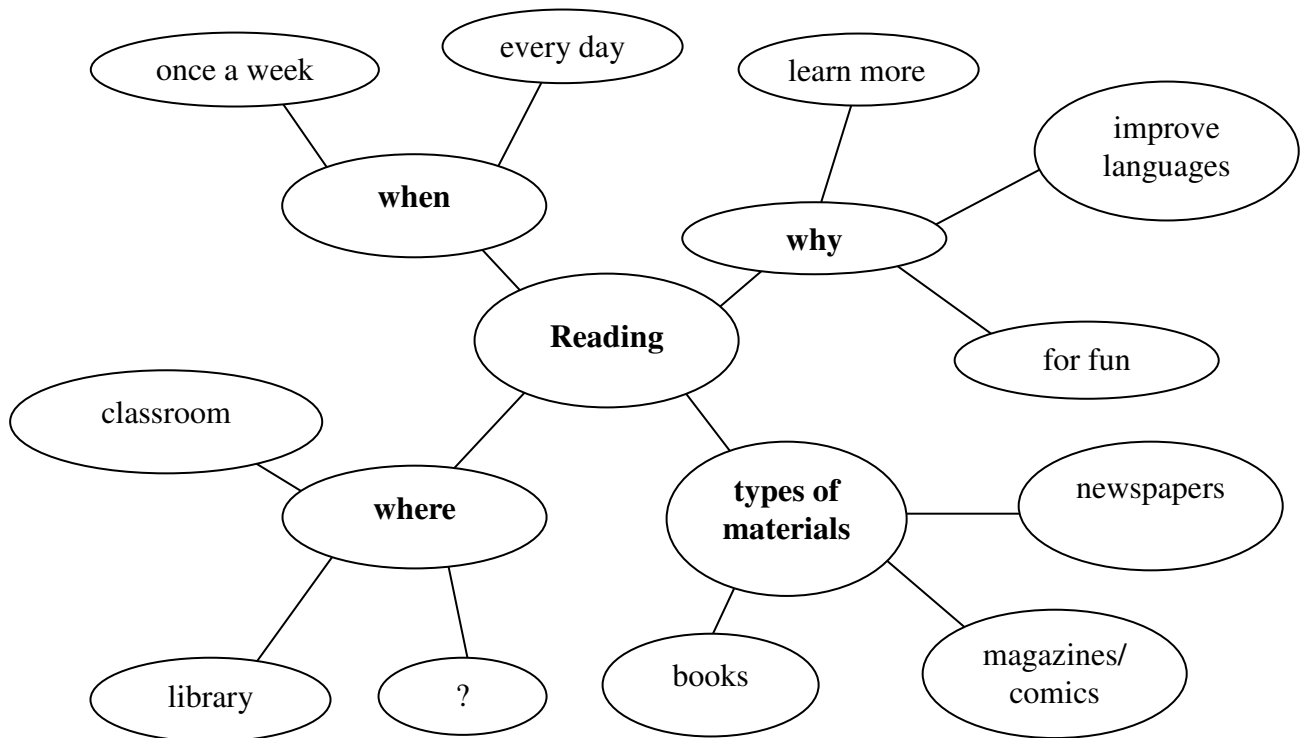 every day
once a week
learn more
improve
languages
when
why
Reading
for fun
classroom
where
types of
materials
newspapers
library
?
books
magazines/
comics